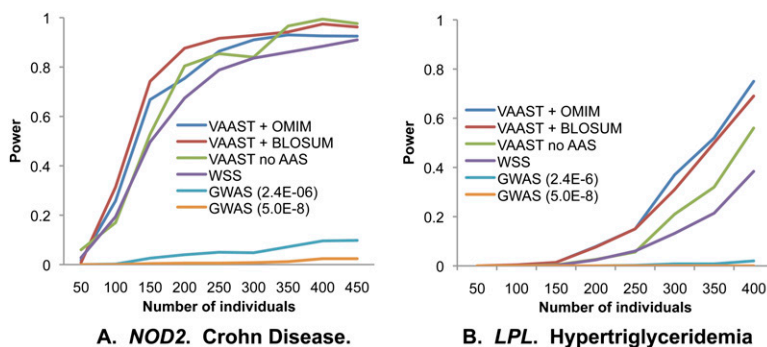 1
0.8
0.6
0.4
0.2
0
Power
VAAST + OMIM
VAAST + BLOSUM
VAAST no AAS
WSS
GWAS (2.4E-06)
GWAS (5.0E-8)
50 100 150 200 250 300 350 400 450
Number of individuals
A. NOD2. Crohn Disease.
1
0.8
0.6
0.4
0.2
0
Power
VAAST + OMIM
VAAST + BLOSUM
VAAST no AAS
WSS
GWAS (2.4E-6)
GWAS (5.0E-8)
50 100 150 200 250 300 350 400
Number of individuals
B. LPL. Hypertriglyceridemia